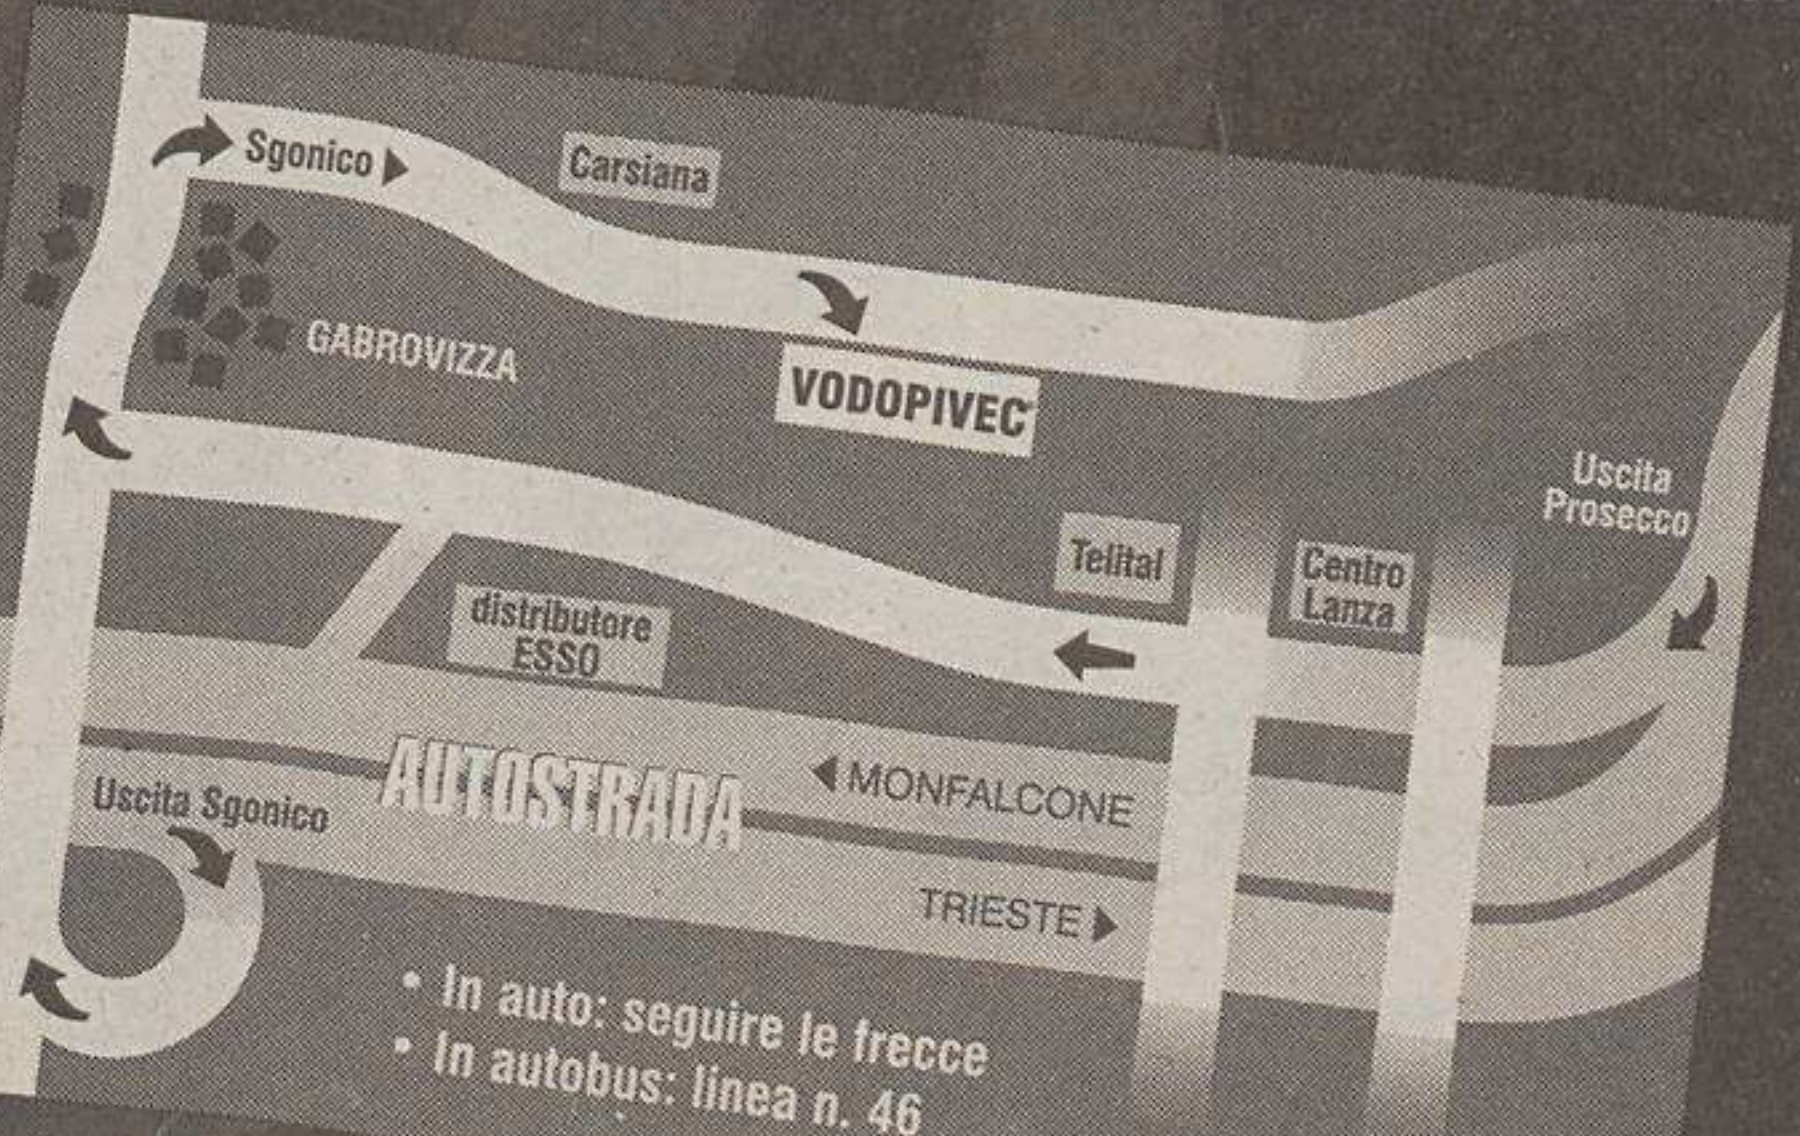 Sgonico
Carsiana
GABROVIZZA
VODOPIVEC
Uscita
Prosecco
Telital
Centro
Lanza
distributore
ESSO
AUTOSTRADA
MONFALCONE
Uscita Sgonico
TRIESTE
• In auto: seguire le frecce
• In autobus: linea n. 46